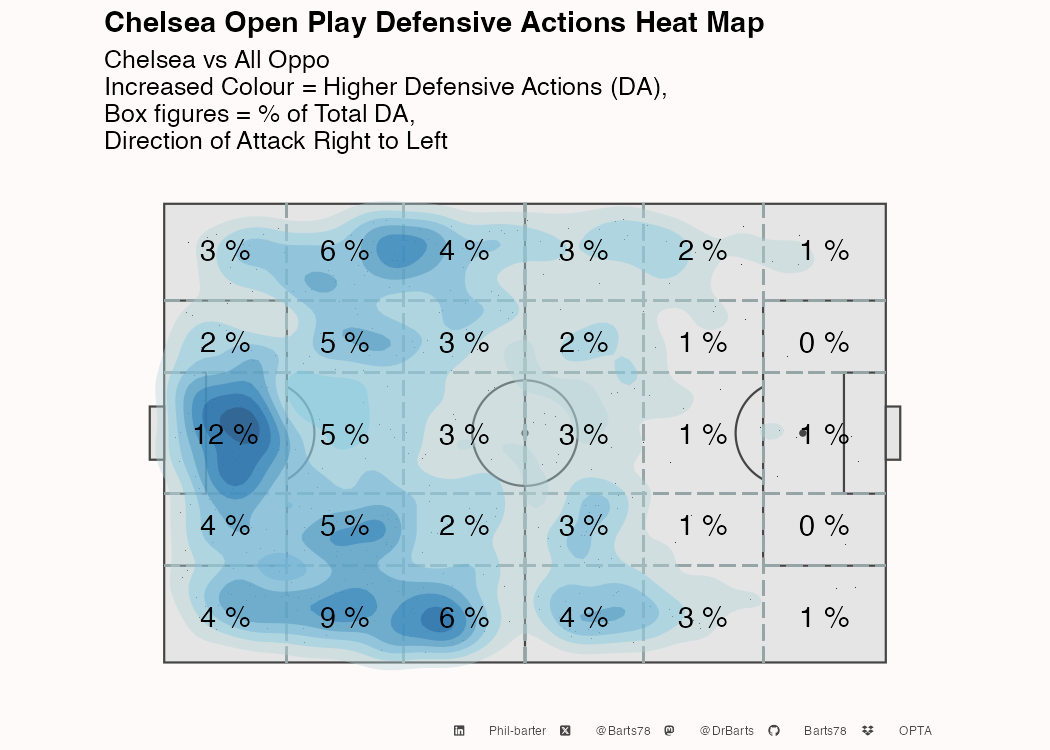 Chelsea Open Play Defensive Actions Heat Map
Chelsea vs All Oppo
Increased Colour = Higher Defensive Actions (DA),
Box figures = % of Total DA,
Direction of Attack Right to Left
3 % 6 % 4 % 3 % 2 % 1 %
2 % 5 % 3 % 2 % 1 % 0 %
12 % 5 % 3 % 3 % 1 % 1 %
4 % 5 % 2 % 3 % 1 % 0 %
4 % 9 % 6 % 4 % 3 % 1 %
Phil-barter @Barts78 @DrBarts Barts78 OPTA